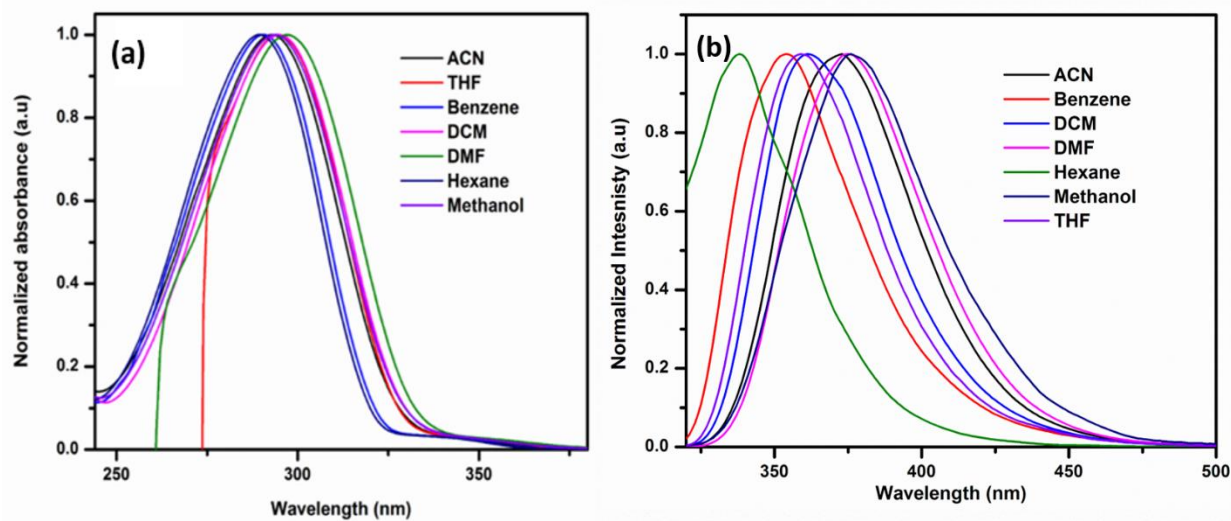 (a)
ACN
THF
Benzene
DCM
DMF
Hexane
Methanol
Normalized absorbance (a.u)
1.0
0.8
0.6
0.4
0.2
0.0
250
300
350
Wavelength (nm)
(b)
ACN
Benzene
DCM
DMF
Hexane
Methanol
THF
Normalized Intesnisty (a.u)
1.0
0.8
0.6
0.4
0.2
0.0
350
400
450
500
Wavelength (nm)